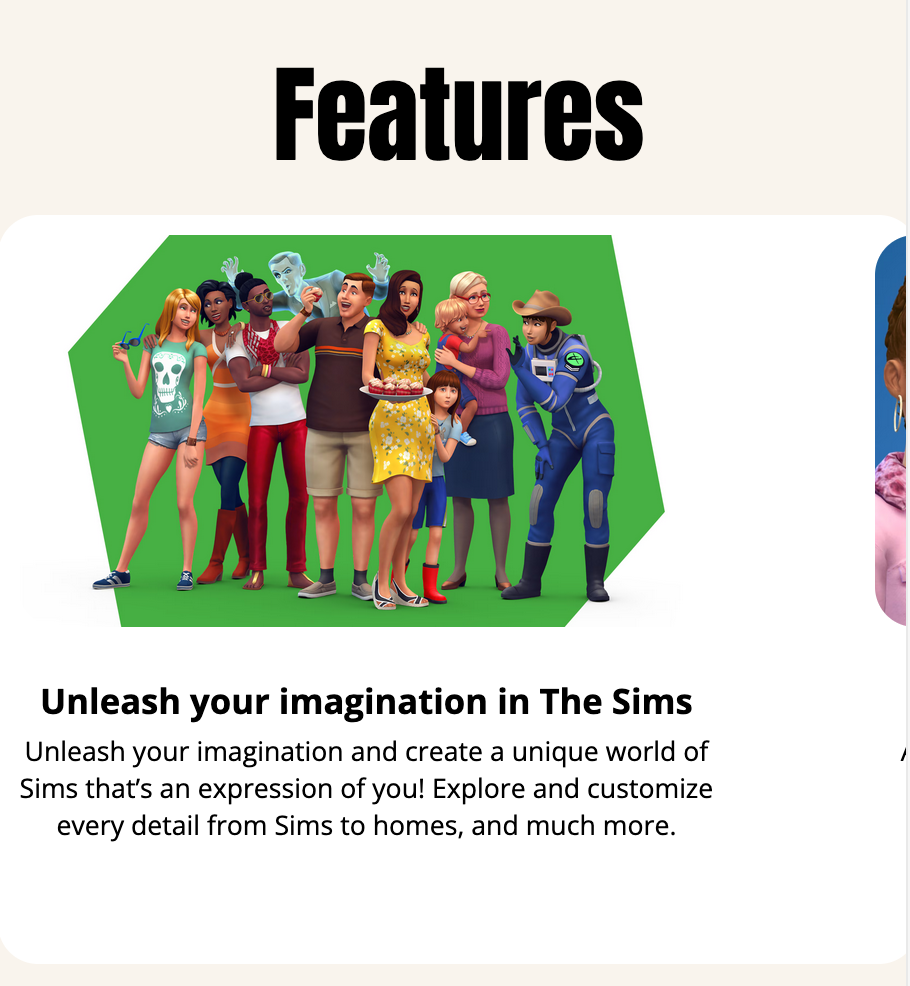 Features
Unleash your imagination in The Sims
Unleash your imagination and create a unique world of
Sims that’s an expression of you! Explore and customize
every detail from Sims to homes, and much more.